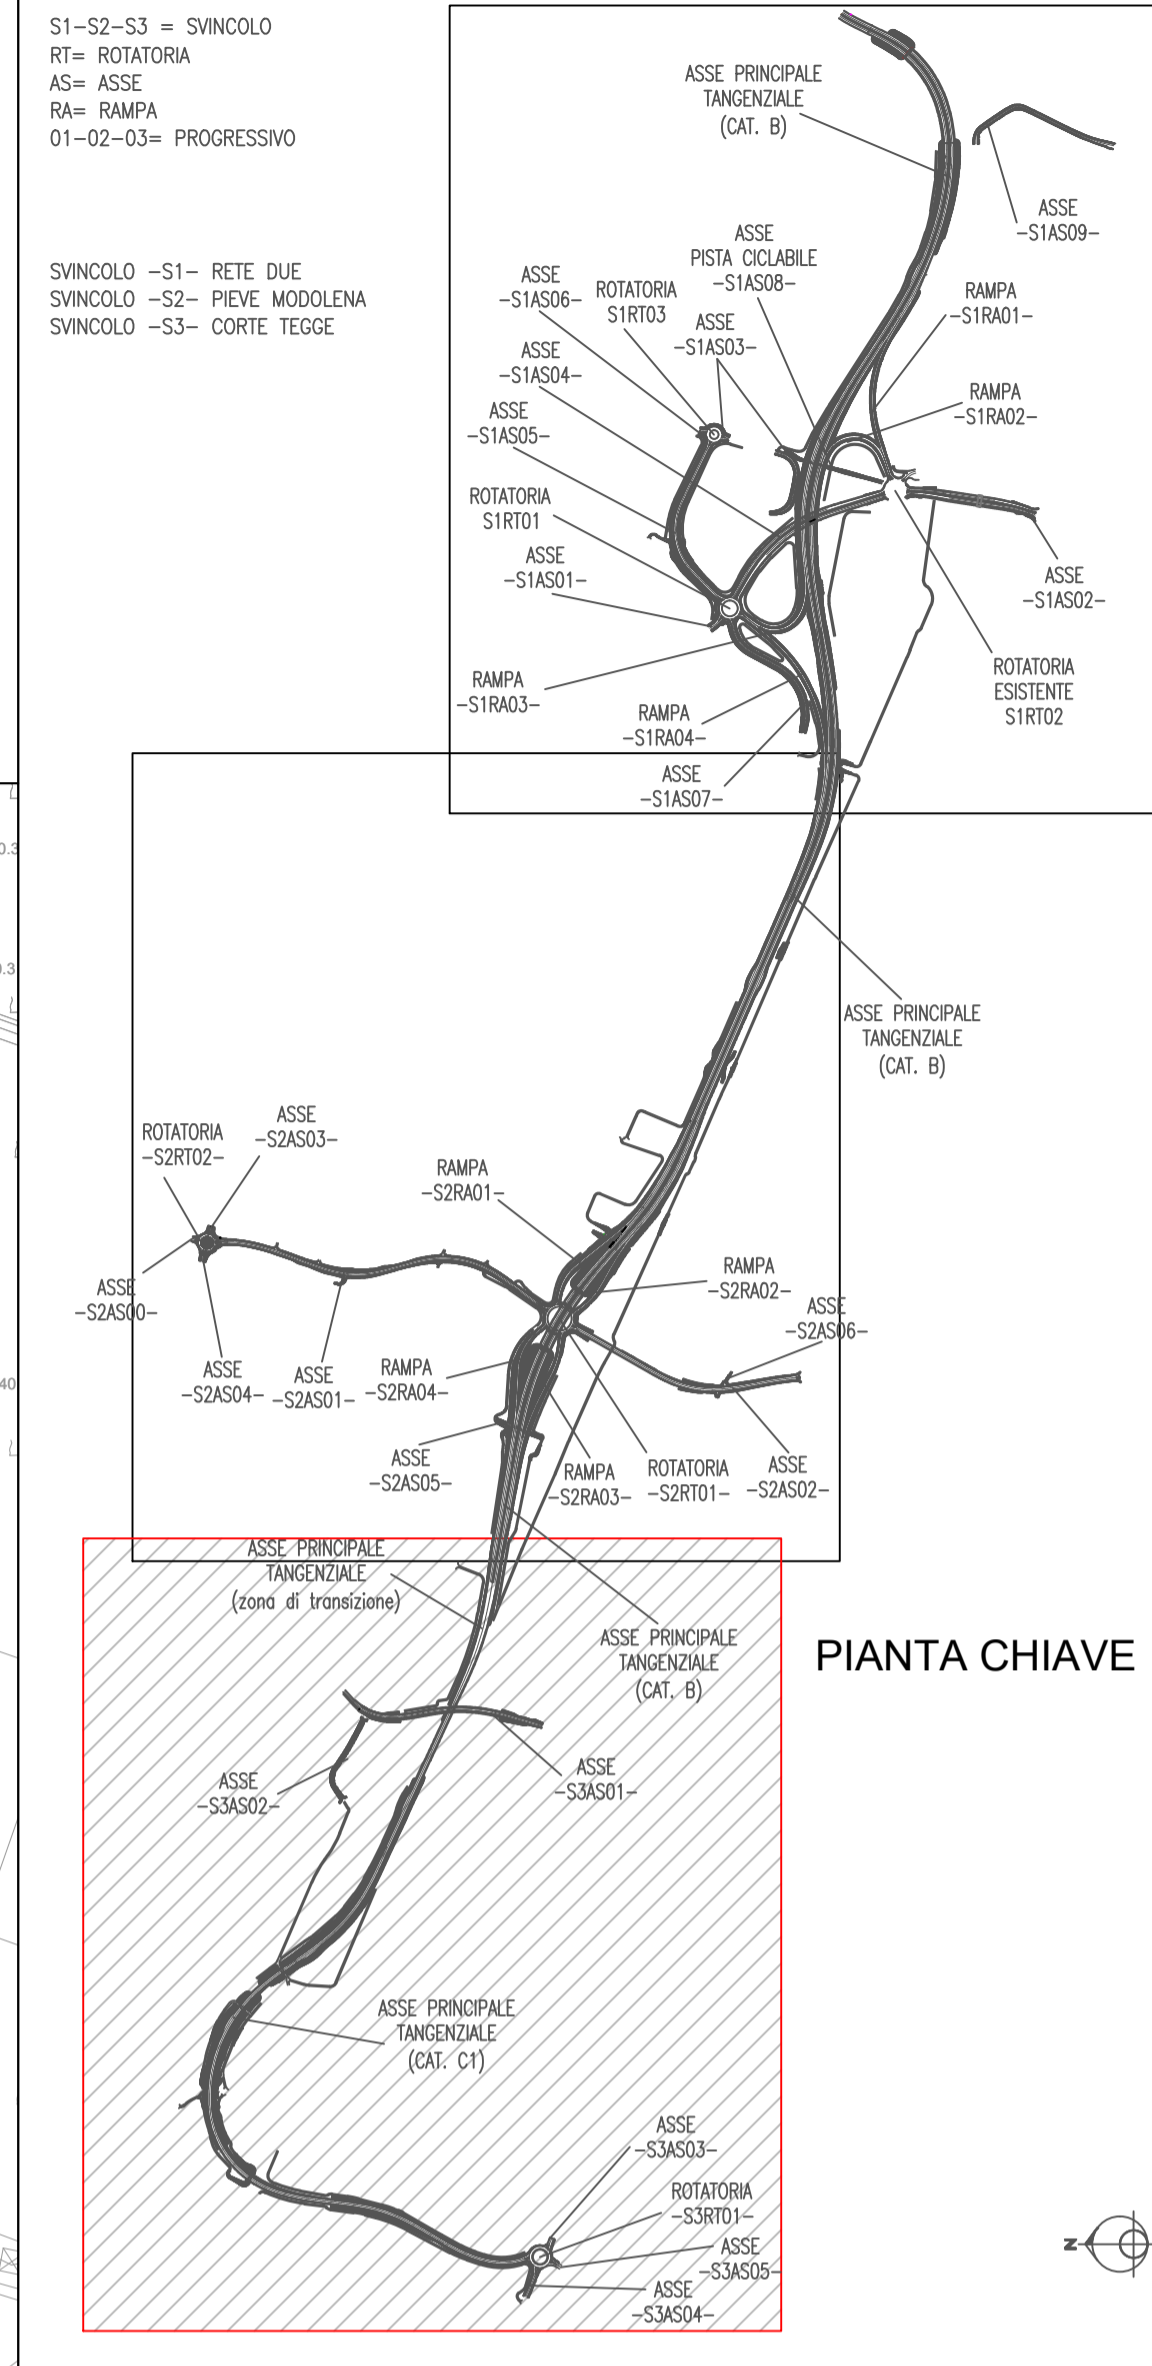 S1-S2-S3 = SVINCOLO
RT= ROTATORIA
AS= ASSE
RA= RAMPA
01-02-03= PROGRESSIVO
SVINCOLO -S1- RETE DUE
SVINCOLO -S2- PIEVE MODOLENA
SVINCOLO -S3- CORTE TEGGE
ASSE PRINCIPALE
TANGENZIALE
(CAT. B)
ASSE
-S1AS09-
ASSE
PISTA CICLABILE
-S1AS08-
ASSE
-S1AS06-
ROTATORIA
S1RT03
ASSE
-S1AS03-
RAMPA
-S1RA01-
ASSE
-S1AS04-
RAMPA
-S1RA02-
ASSE
-S1AS05-
ROTATORIA
S1RT01
ASSE
-S1AS01-
ASSE
-S1AS02-
RAMPA
-S1RA03-
ROTATORIA
ESISTENTE
S1RT02
RAMPA
-S1RA04-
ASSE
-S1AS07-
0.3
0.3
ASSE PRINCIPALE
TANGENZIALE
(CAT. B)
ROTATORIA
-S2RT02-
ASSE
-S2AS03-
RAMPA
-S2RA01-
RAMPA
-S2RA02-
ASSE
-S2AS00-
ASSE
-S2AS06-
ASSE
-S2AS04-
ASSE
-S2AS01-
RAMPA
-S2RA04-
40
ASSE
-S2AS05-
RAMPA
-S2RA03-
ROTATORIA
-S2RT01-
ASSE
-S2AS02-
ASSE PRINCIPALE
TANGENZIALE
(zona di transizione)
ASSE PRINCIPALE
TANGENZIALE
(CAT. B)
PIANTA CHIAVE
ASSE
-S3AS02-
ASSE
-S3AS01-
ASSE PRINCIPALE
TANGENZIALE
(CAT. C1)
ASSE
-S3AS03-
ROTATORIA
-S3RT01-
ASSE
-S3AS05-
ASSE
-S3AS04-
N